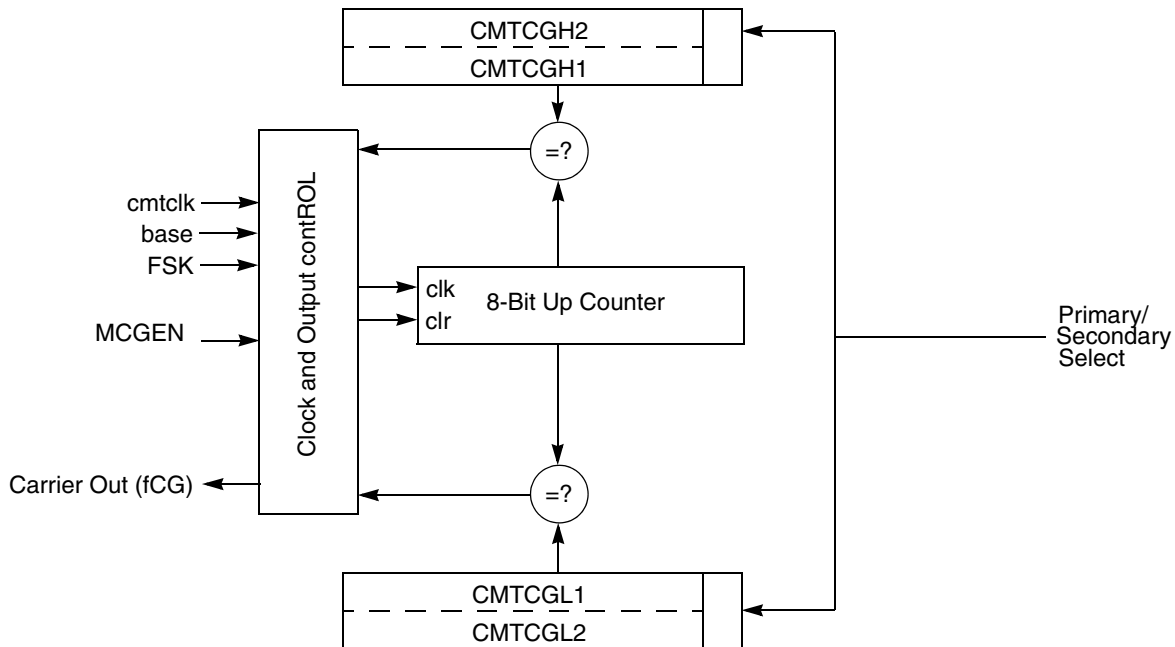 CMTCGH2
CMTCGH1
=?
Clock and Output contROL
cmtclk
base
FSK
MCGEN
clk
clr
8-Bit Up Counter
Primary/
Secondary
Select
Carrier Out (fCG)
=?
CMTCGL1
CMTCGL2